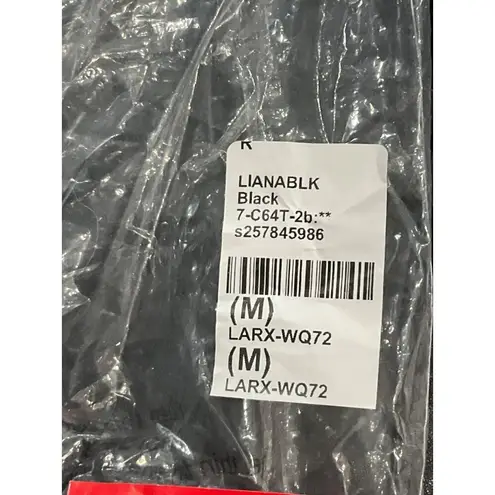 R
LIANABLK
Black
7-C64T-2b:**
s257845986
(M)
LARX-WQ72
(M)
LARX-WQ72